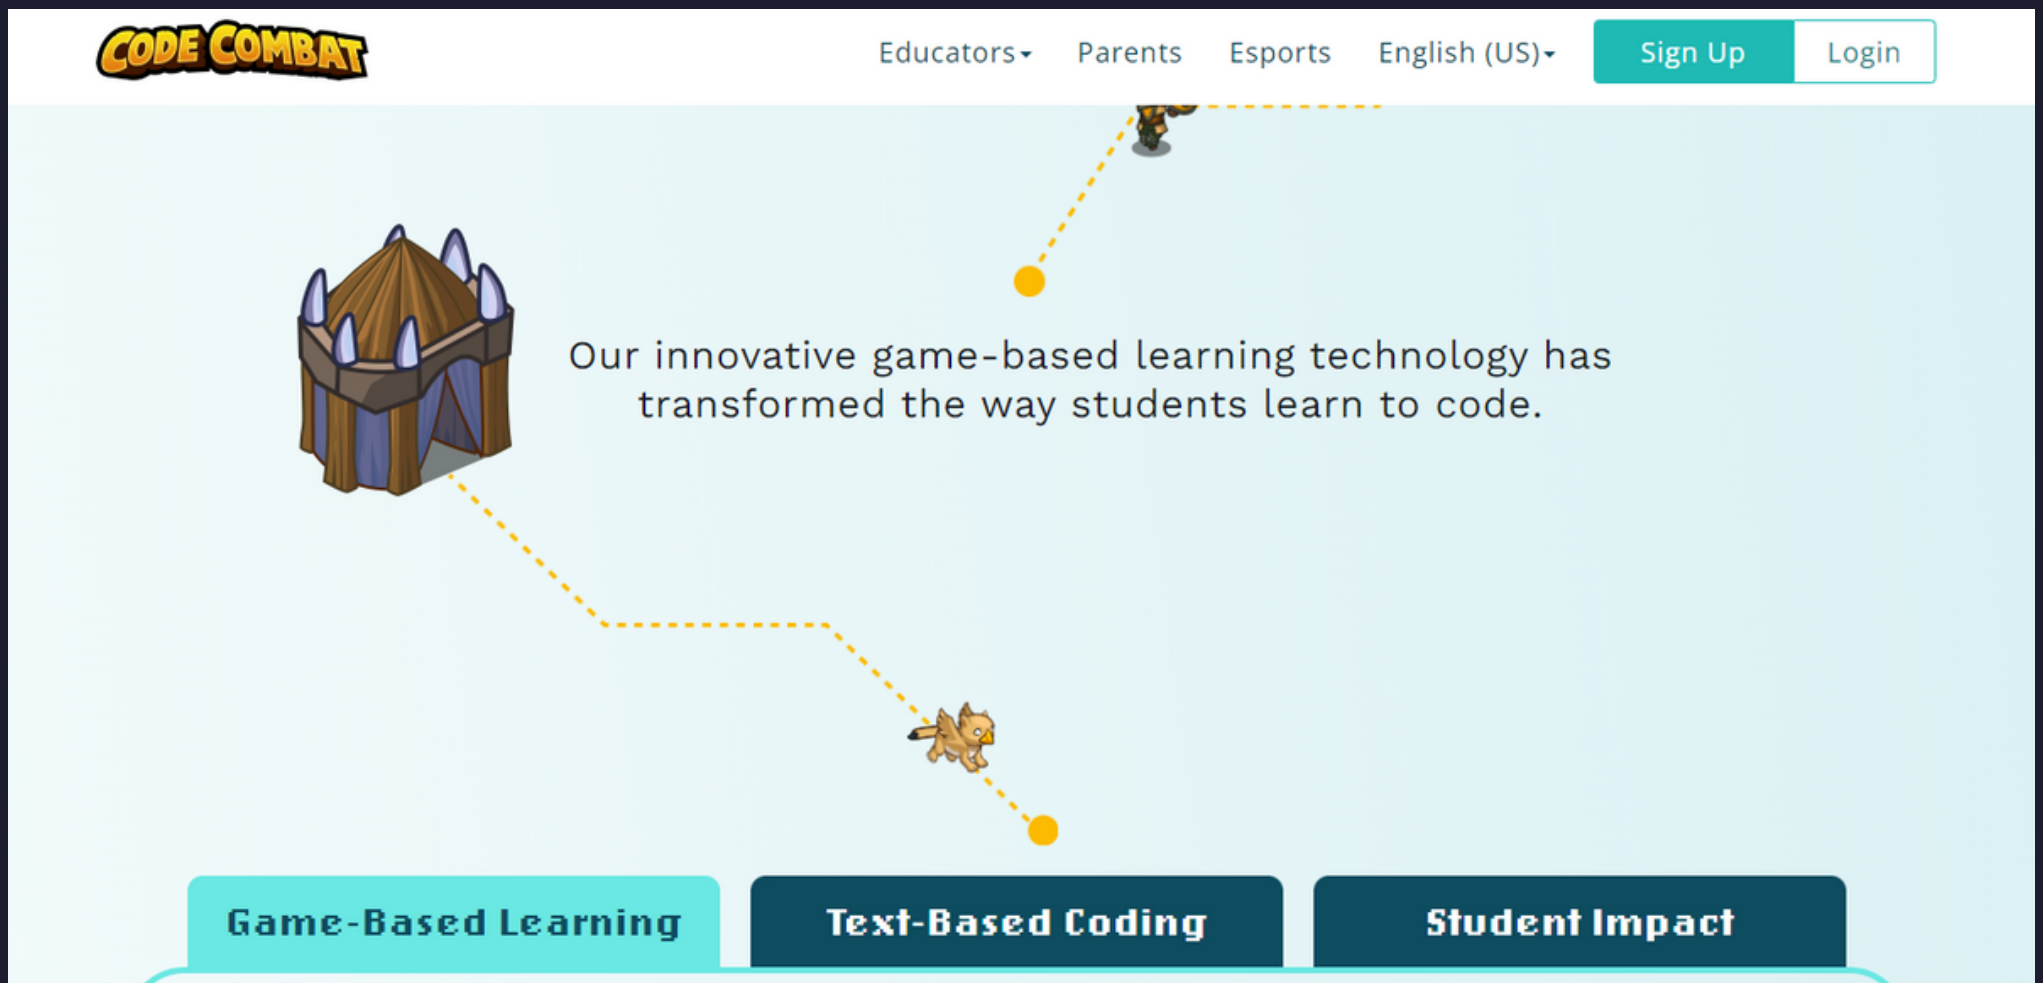 CODE COMBAT
Educators
Parents
Esports
English (US)
Sign Up
Login
Our innovative game-based learning technology has
transformed the way students learn to code.
Game-Based Learning
Text-Based Coding
Student Impact